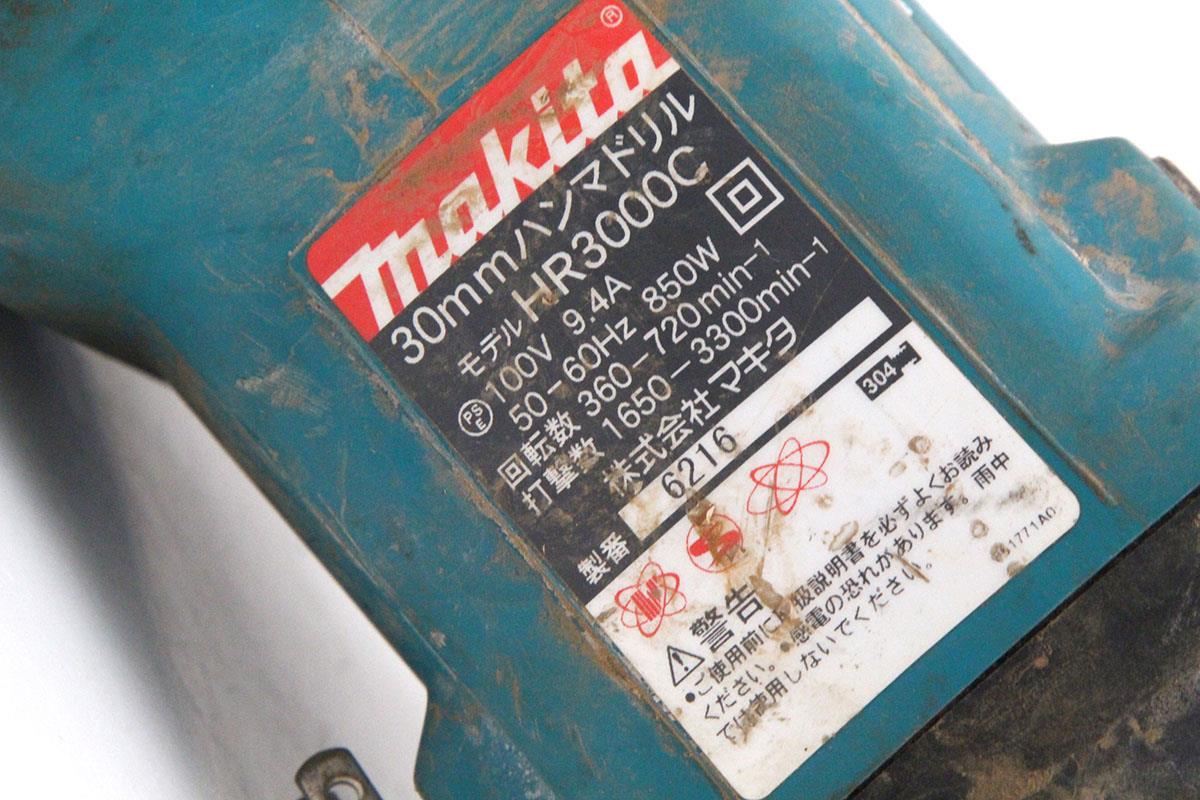 makita®
30mmハンマドリル
モデル HR3000C
PSE 100V 9.4A
50-60Hz 850W
回転数 360-720min-1
打撃数 1650-3300min-1
株式会社マキタ
製番 6216
304
M
警告
•ご使用前に取扱説明書を必ずよくお読み
ください。•感電の恐れがあります。雨中
では使用しないでください。
1771A0